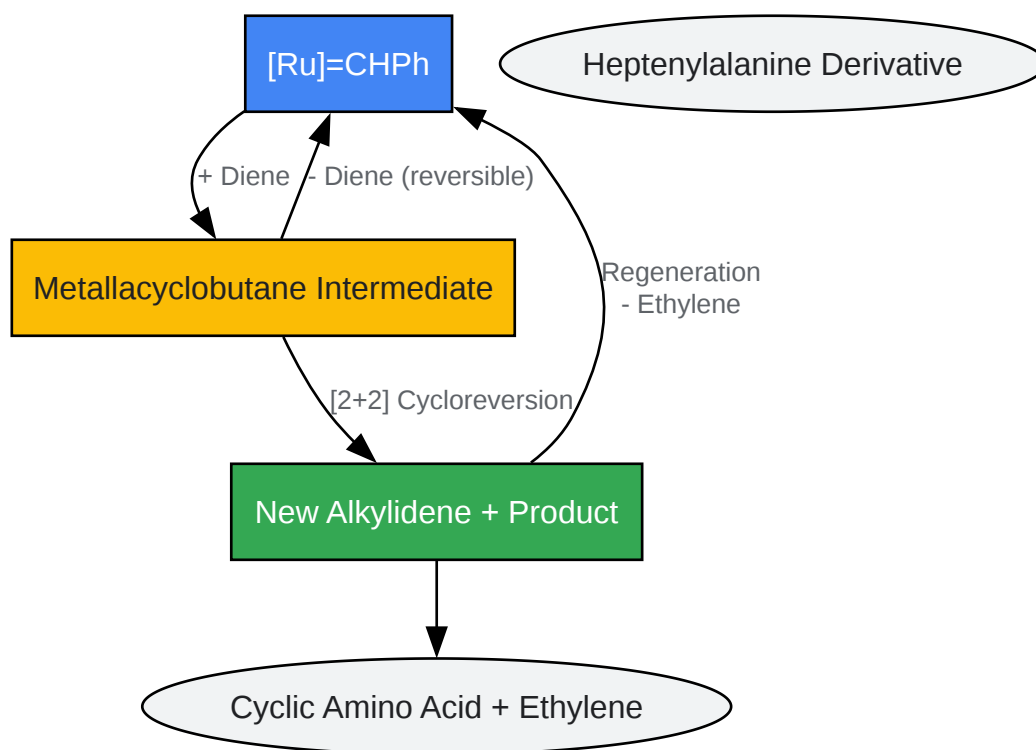 [Ru]=CHPh
Heptenylalanine Derivative
+ Diene
- Diene (reversible)
Metallacyclobutane Intermediate
Regeneration
- Ethylene
[2+2] Cycloreversion
New Alkylidene + Product
Cyclic Amino Acid + Ethylene